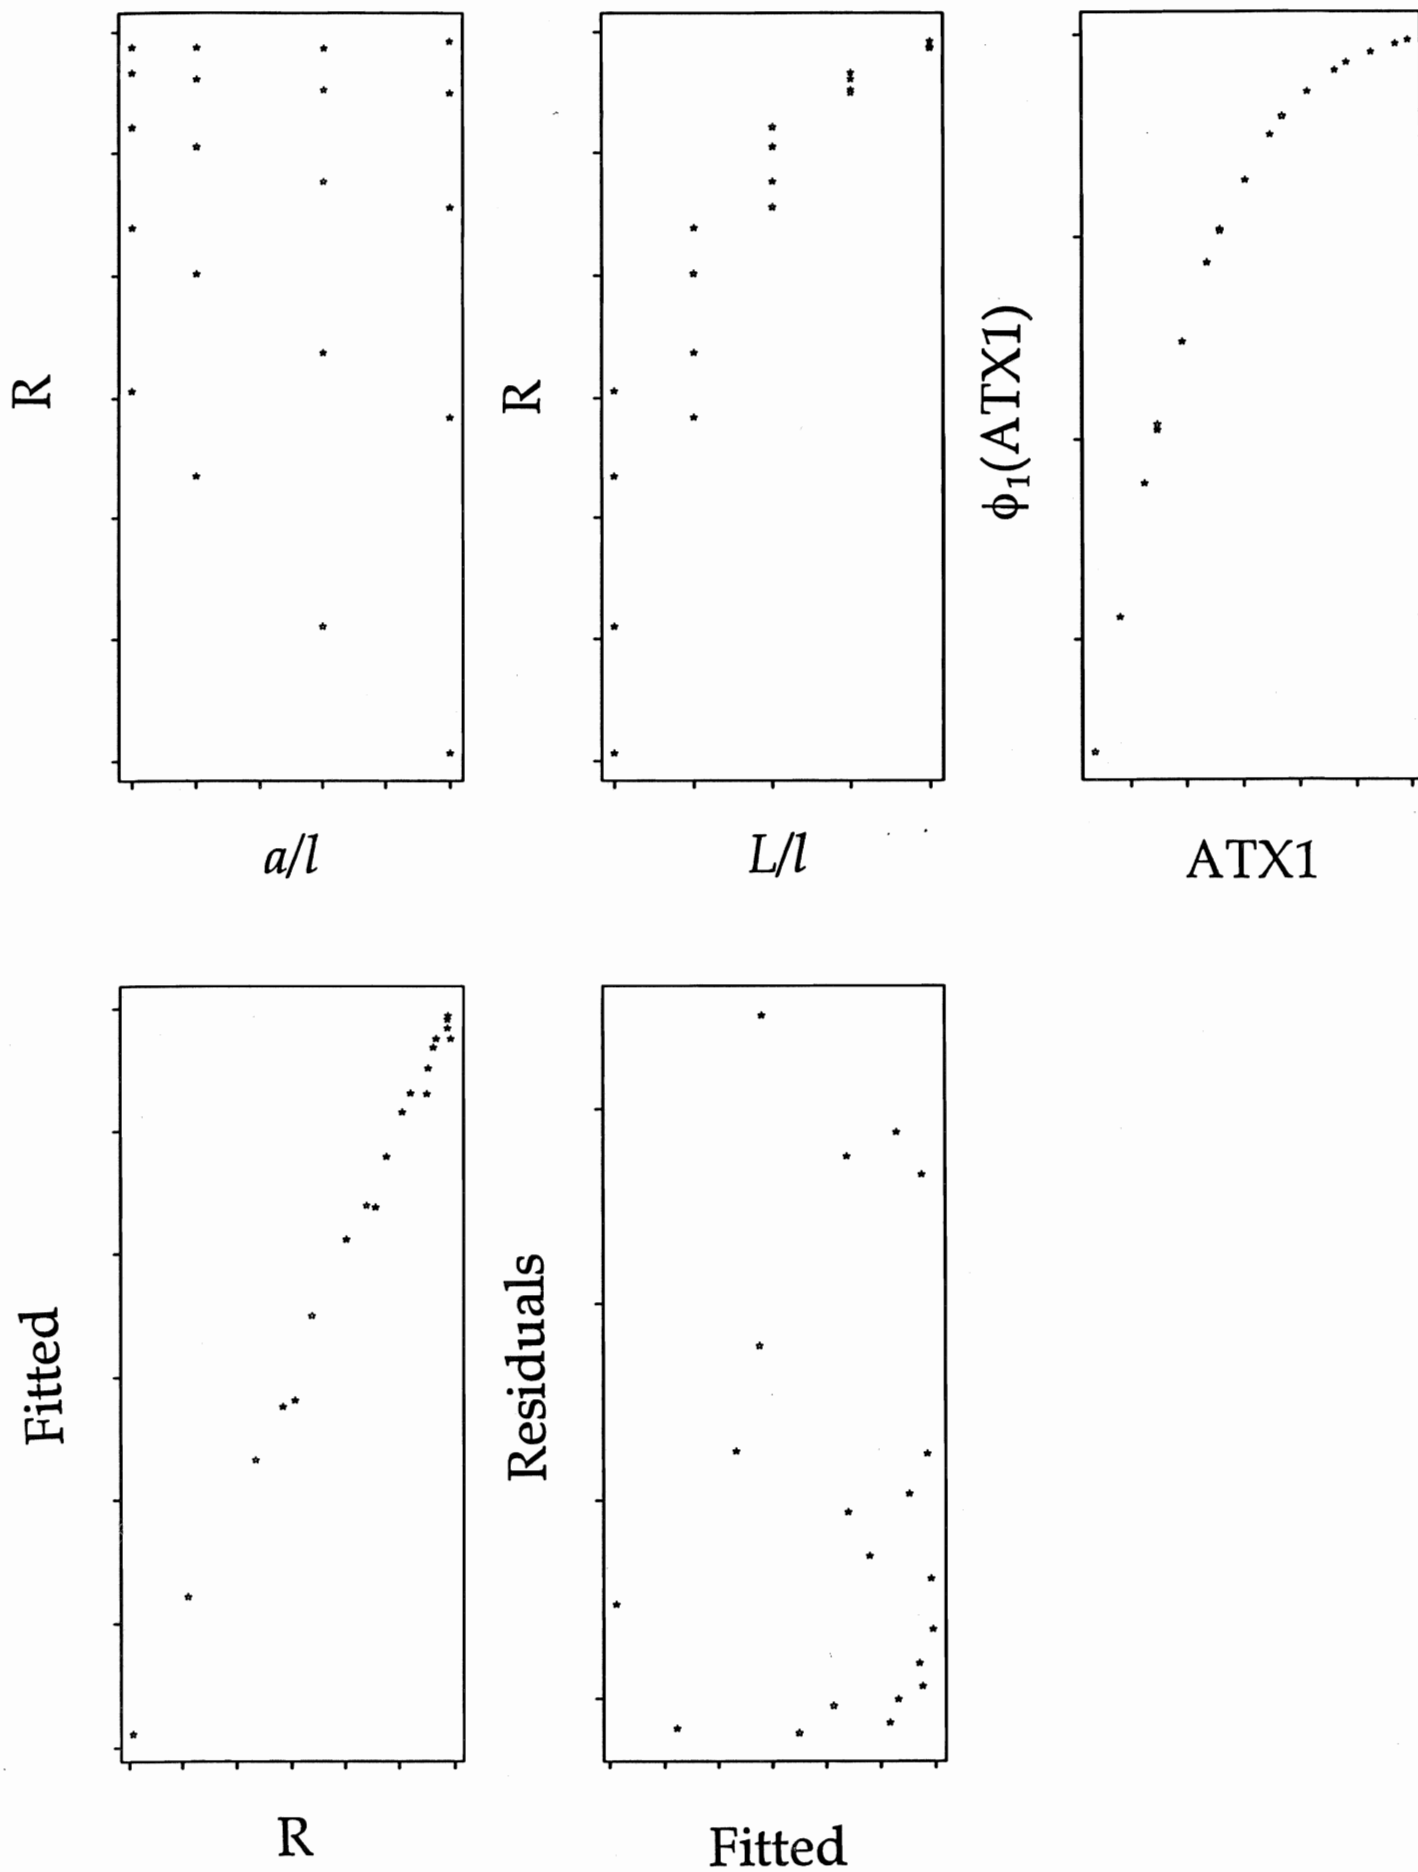 R
a/l
R
L/l
ϕ₁(ATX1)
ATX1
Fitted
R
Residuals
Fitted